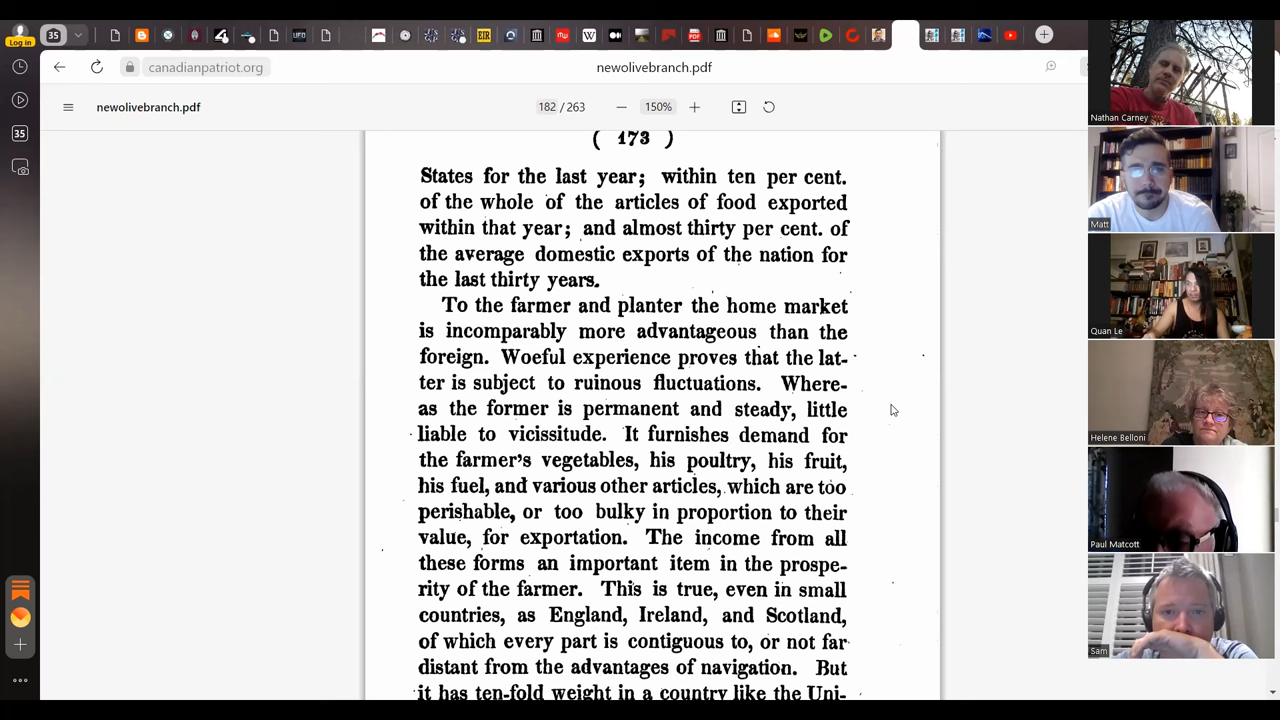 35
Log in
35
canadianpatriot.org
newolivebranch.pdf
newolivebranch.pdf
182 / 263
150%
( 173 )
States for the last year; within ten per cent.
of the whole of the articles of food exported
within that year; and almost thirty per cent. of
the average domestic exports of the nation for
the last thirty years.
To the farmer and planter the home market
is incomparably more advantageous than the
foreign. Woeful experience proves that the lat-
ter is subject to ruinous fluctuations. Where-
as the former is permanent and steady, little
liable to vicissitude. It furnishes demand for
the farmer's vegetables, his poultry, his fruit,
his fuel, and various other articles, which are too
perishable, or too bulky in proportion to their
value, for exportation. The income from all
these forms an important item in the prospe-
rity of the farmer. This is true, even in small
countries, as England, Ireland, and Scotland,
of which every part is contiguous to, or not far
distant from the advantages of navigation. But
it has ten-fold weight in a country like the Uni-
UFO
EIR
W
PDF
Nathan Carney
Matt
Quan Le
Helene Belloni
Paul Matcott
Sam